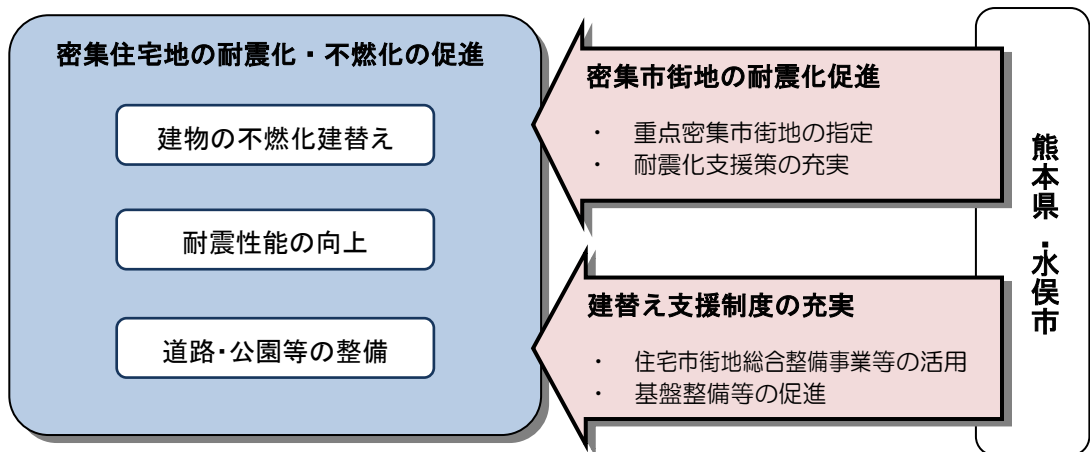 密集住宅地の耐震化・不燃化の促進
建物の不燃化建替え
耐震性能の向上
道路・公園等の整備
密集市街地の耐震化促進
・ 重点密集市街地の指定
・ 耐震化支援策の充実
建替え支援制度の充実
・ 住宅市街地総合整備事業等の活用
・ 基盤整備等の促進
熊本県・水俣市